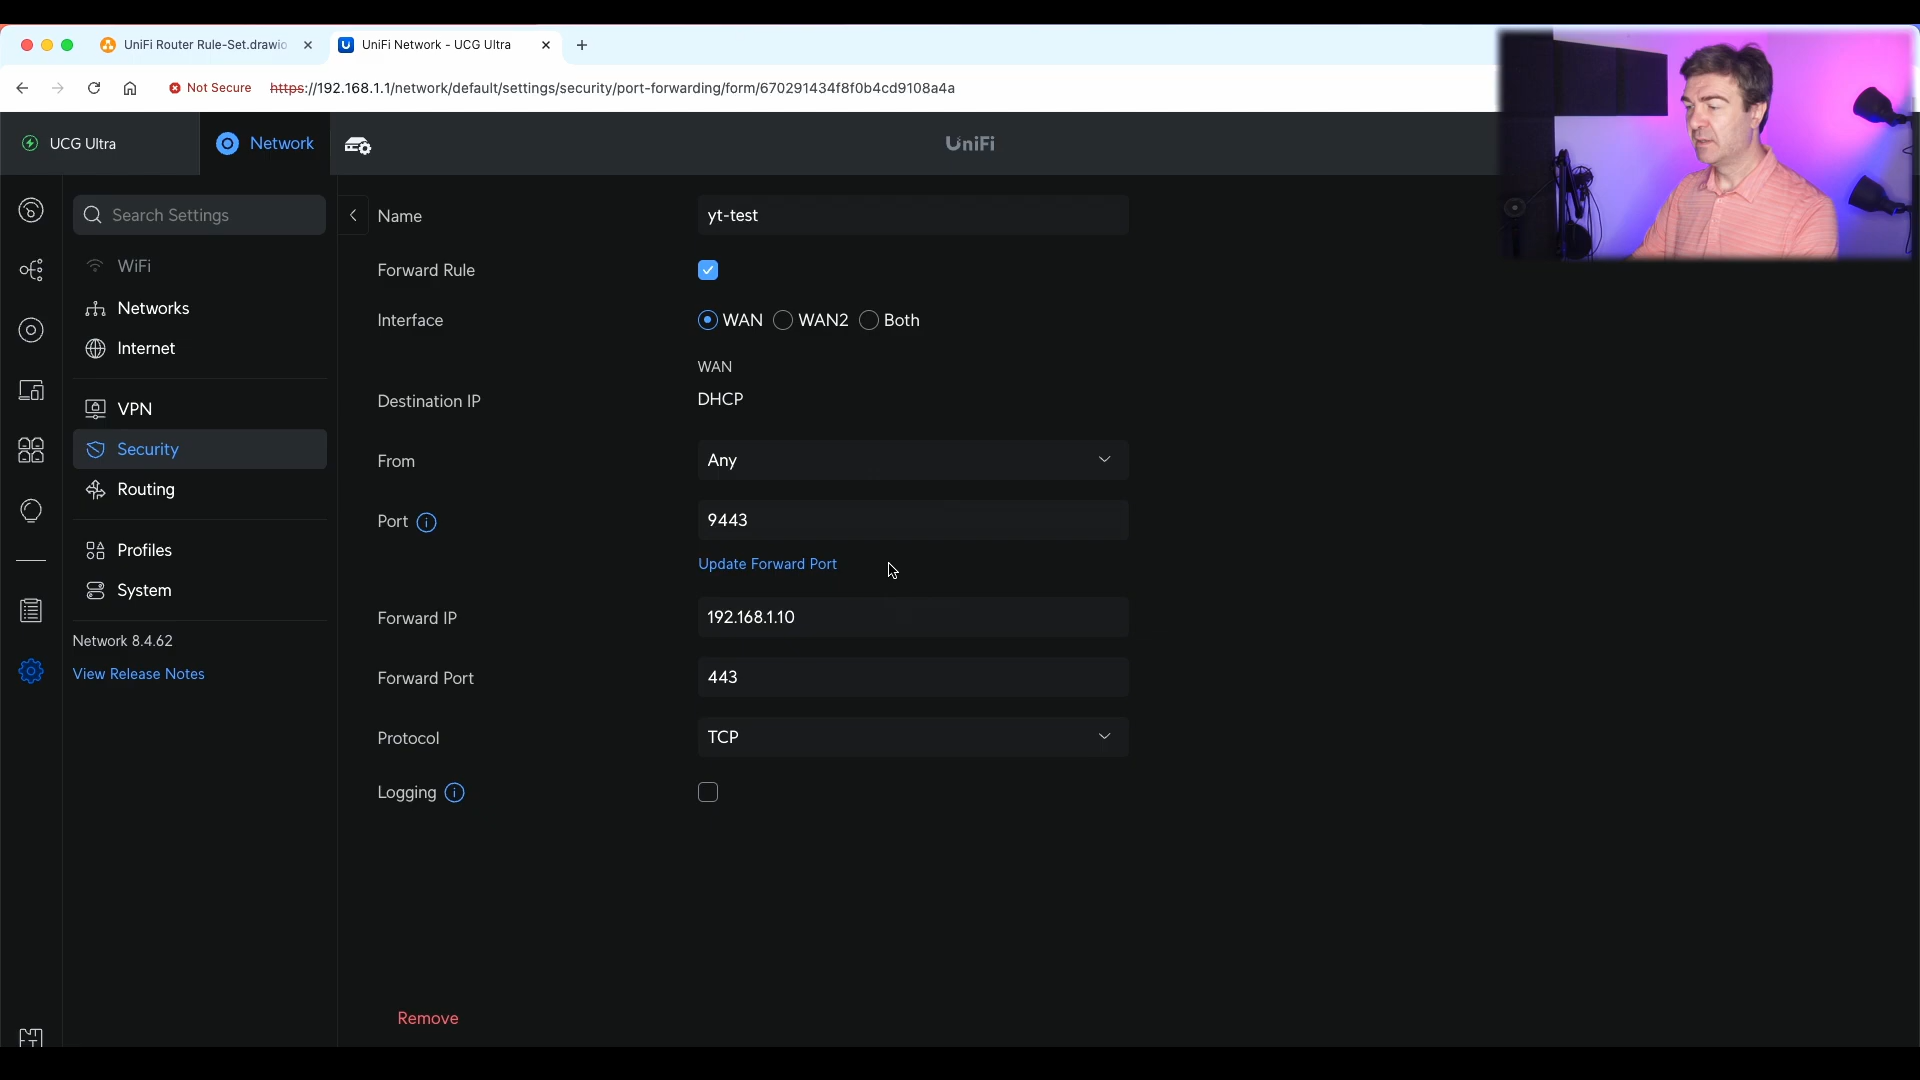 UniFi Router Rule-Set.drawio
UniFi Network - UCG Ultra
Not Secure
https://192.168.1.1/network/default/settings/security/port-forwarding/form/670291434f8f0b4cd9108a4a
UCG Ultra
Network
UniFi
Search Settings
WiFi
Networks
Internet
VPN
Security
Routing
Profiles
System
Network 8.4.62
View Release Notes
Name
yt-test
Forward Rule
Interface
WAN
WAN2
Both
WAN
Destination IP
DHCP
From
Any
Port
9443
Update Forward Port
Forward IP
192.168.1.10
Forward Port
443
Protocol
TCP
Logging
Remove